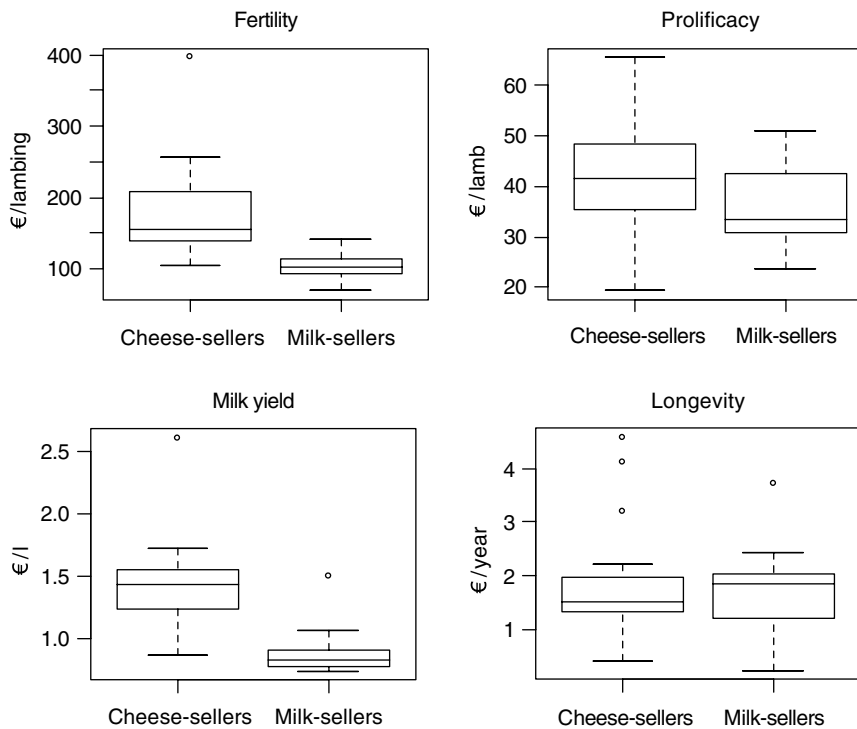 Fertility
400
300
200
100
€/lambing
Cheese-sellers Milk-sellers
Prolificacy
60
50
40
30
20
€/lamb
Cheese-sellers Milk-sellers
Milk yield
2.5
2.0
1.5
1.0
€/l
Cheese-sellers Milk-sellers
Longevity
4
3
2
1
€/year
Cheese-sellers Milk-sellers